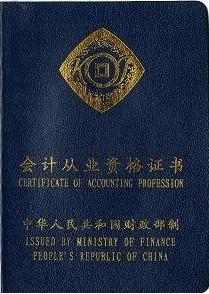 会计从业资格证书
CERTIFICATE OF ACCOUNTING PROFESSION
中华人民共和国财政部制
ISSUED BY MINISTRY OF FINANCE
PEOPLE'S REPUBLIC OF CHINA